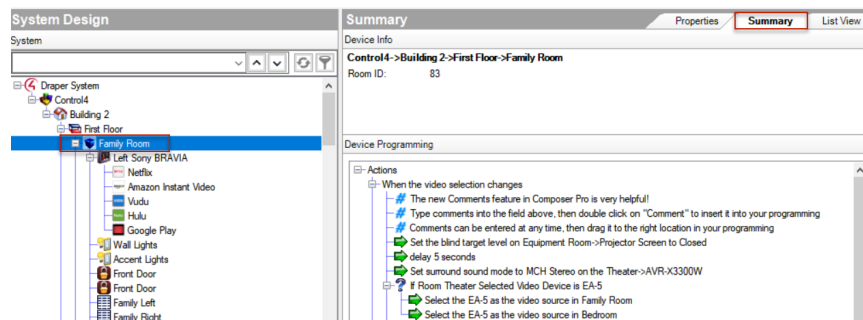 System Design
System
Draper System
Control4
Building 2
First Floor
Family Room
Left Sony BRAVIA
Netflix
Amazon Instant Video
Vudu
Hulu
Google Play
Wall Lights
Accent Lights
Front Door
Front Door
Family Left
Family Right
Summary
Properties Summary List View
Device Info
Control4->Building 2->First Floor->Family Room
Room ID: 83
Device Programming
Actions
When the video selection changes
The new Comments feature in Composer Pro is very helpful!
Type comments into the field above, then double click on "Comment" to insert it into your programming
Comments can be entered at any time, then drag it to the right location in your programming
Set the blind target level on Equipment Room->Projector Screen to Closed
delay 5 seconds
Set surround sound mode to MCH Stereo on the Theater->AVR-X3300W
If Room Theater Selected Video Device is EA-5
Select the EA-5 as the video source in Family Room
Select the EA-5 as the video source in Bedroom